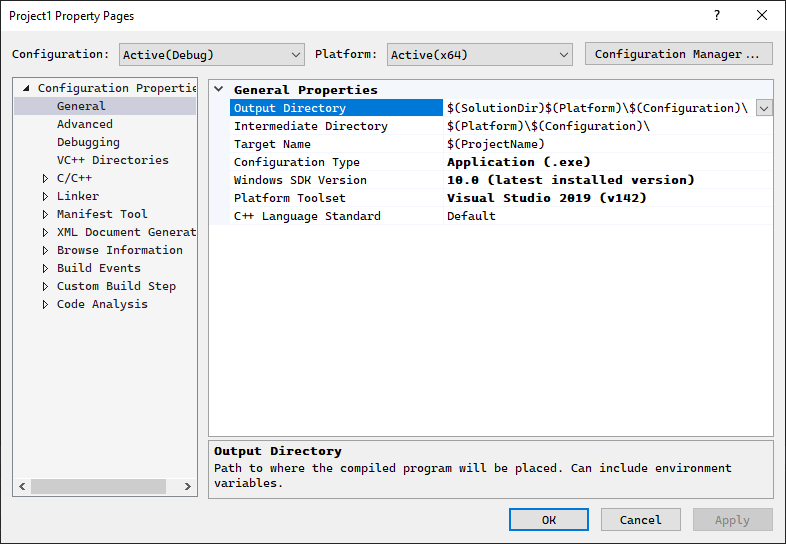 Project1 Property Pages
?
Configuration: Active(Debug) Platform: Active(x64) Configuration Manager...
Configuration Propertie
General
Advanced
Debugging
VC++ Directories
C/C++
Linker
Manifest Tool
XML Document Generat
Browse Information
Build Events
Custom Build Step
Code Analysis
General Properties
Output Directory $(SolutionDir)$(Platform)\$(Configuration)\
Intermediate Directory $(Platform)\$(Configuration)\
Target Name $(ProjectName)
Configuration Type Application (.exe)
Windows SDK Version 10.0 (latest installed version)
Platform Toolset Visual Studio 2019 (v142)
C++ Language Standard Default
Output Directory
Path to where the compiled program will be placed. Can include environment
variables.
OK Cancel Apply